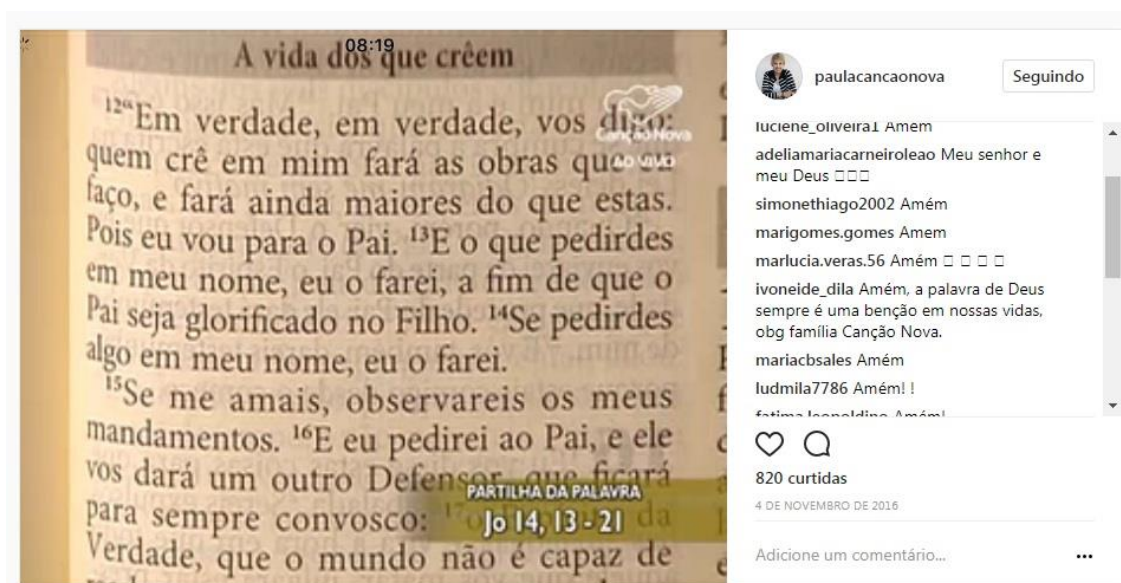 08:19
A vida dos que crêem
¹²“Em verdade, em verdade, vos digo:
quem crê em mim fará as obras que eu
faço, e fará ainda maiores do que estas.
Pois eu vou para o Pai. ¹³E o que pedirdes
em meu nome, eu o farei, a fim de que o
Pai seja glorificado no Filho. ¹⁴Se pedirdes
algo em meu nome, eu o farei.
¹⁵Se me amais, observareis os meus
mandamentos. ¹⁶E eu pedirei ao Pai, e ele
vos dará um outro Defensor, que ficará
para sempre convosco: ¹⁷o da
Verdade, que o mundo não é capaz de
Canção Nova
AO VIVO
PARTILHA DA PALAVRA
Jo 14, 13 - 21
paulacancaonova
Seguindo
luciene_oliveira1 Amem
adeliamariacarneiroleao Meu senhor e
meu Deus
simonethiago2002 Amém
marigomes.gomes Amem
marlucia.veras.56 Amém
ivoneide_dila Amém, a palavra de Deus
sempre é uma benção em nossas vidas,
obg família Canção Nova.
mariacbsales Amém
ludmila7786 Amém! !
fatima.leopoldino Amém!
820 curtidas
4 DE NOVEMBRO DE 2016
Adicione um comentário...